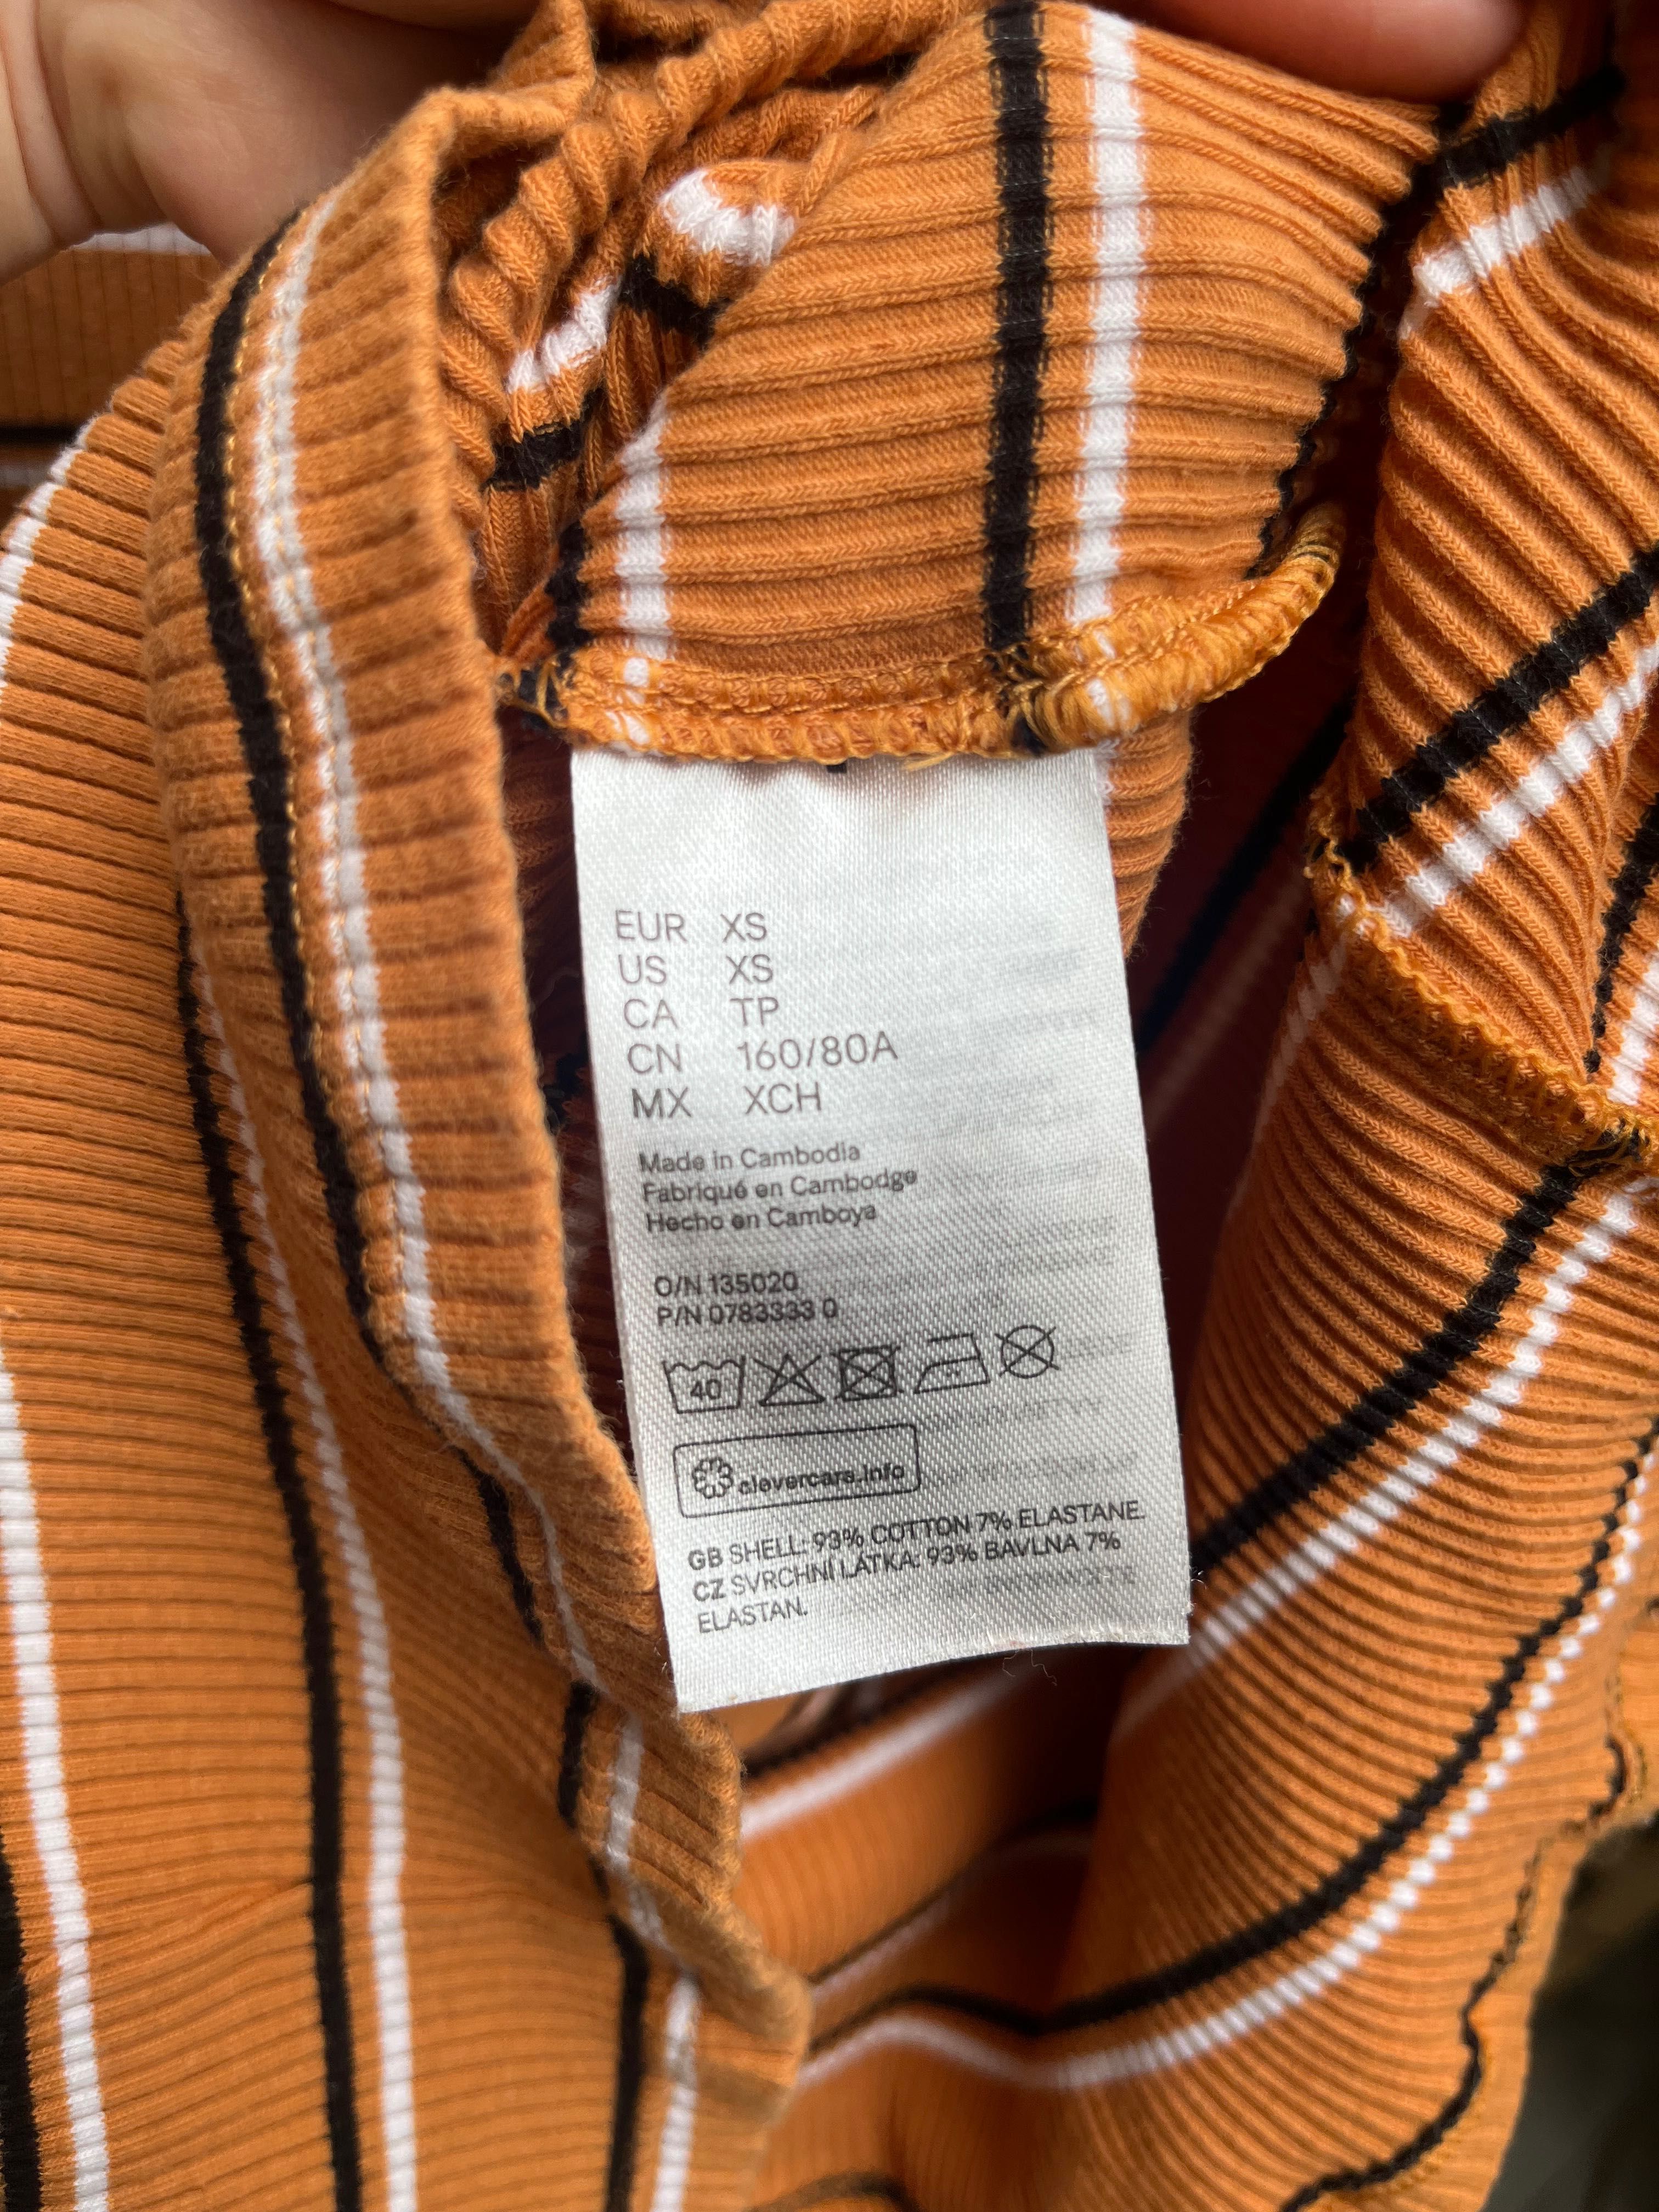 EUR XS
US XS
CA TP
CN 160/80A
MX XCH
Made in Cambodia
Fabriqué en Cambodge
Hecho en Camboya
O/N 135020
P/N 0783333 0
40
clevercare.info
GB SHELL: 93% COTTON 7% ELASTANE.
CZ SVRCHNÍ LÁTKA: 93% BAVLNA 7%
ELASTAN.